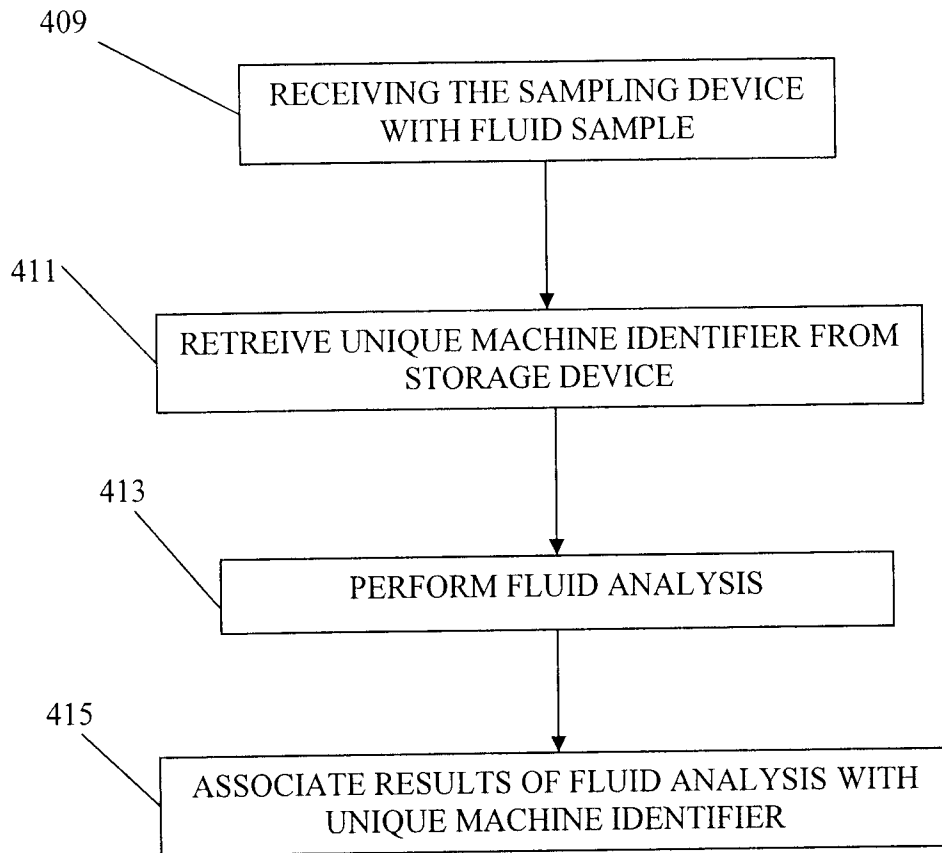 409
RECEIVING THE SAMPLING DEVICE
WITH FLUID SAMPLE
411
RETREIVE UNIQUE MACHINE IDENTIFIER FROM
STORAGE DEVICE
413
PERFORM FLUID ANALYSIS
415
ASSOCIATE RESULTS OF FLUID ANALYSIS WITH
UNIQUE MACHINE IDENTIFIER